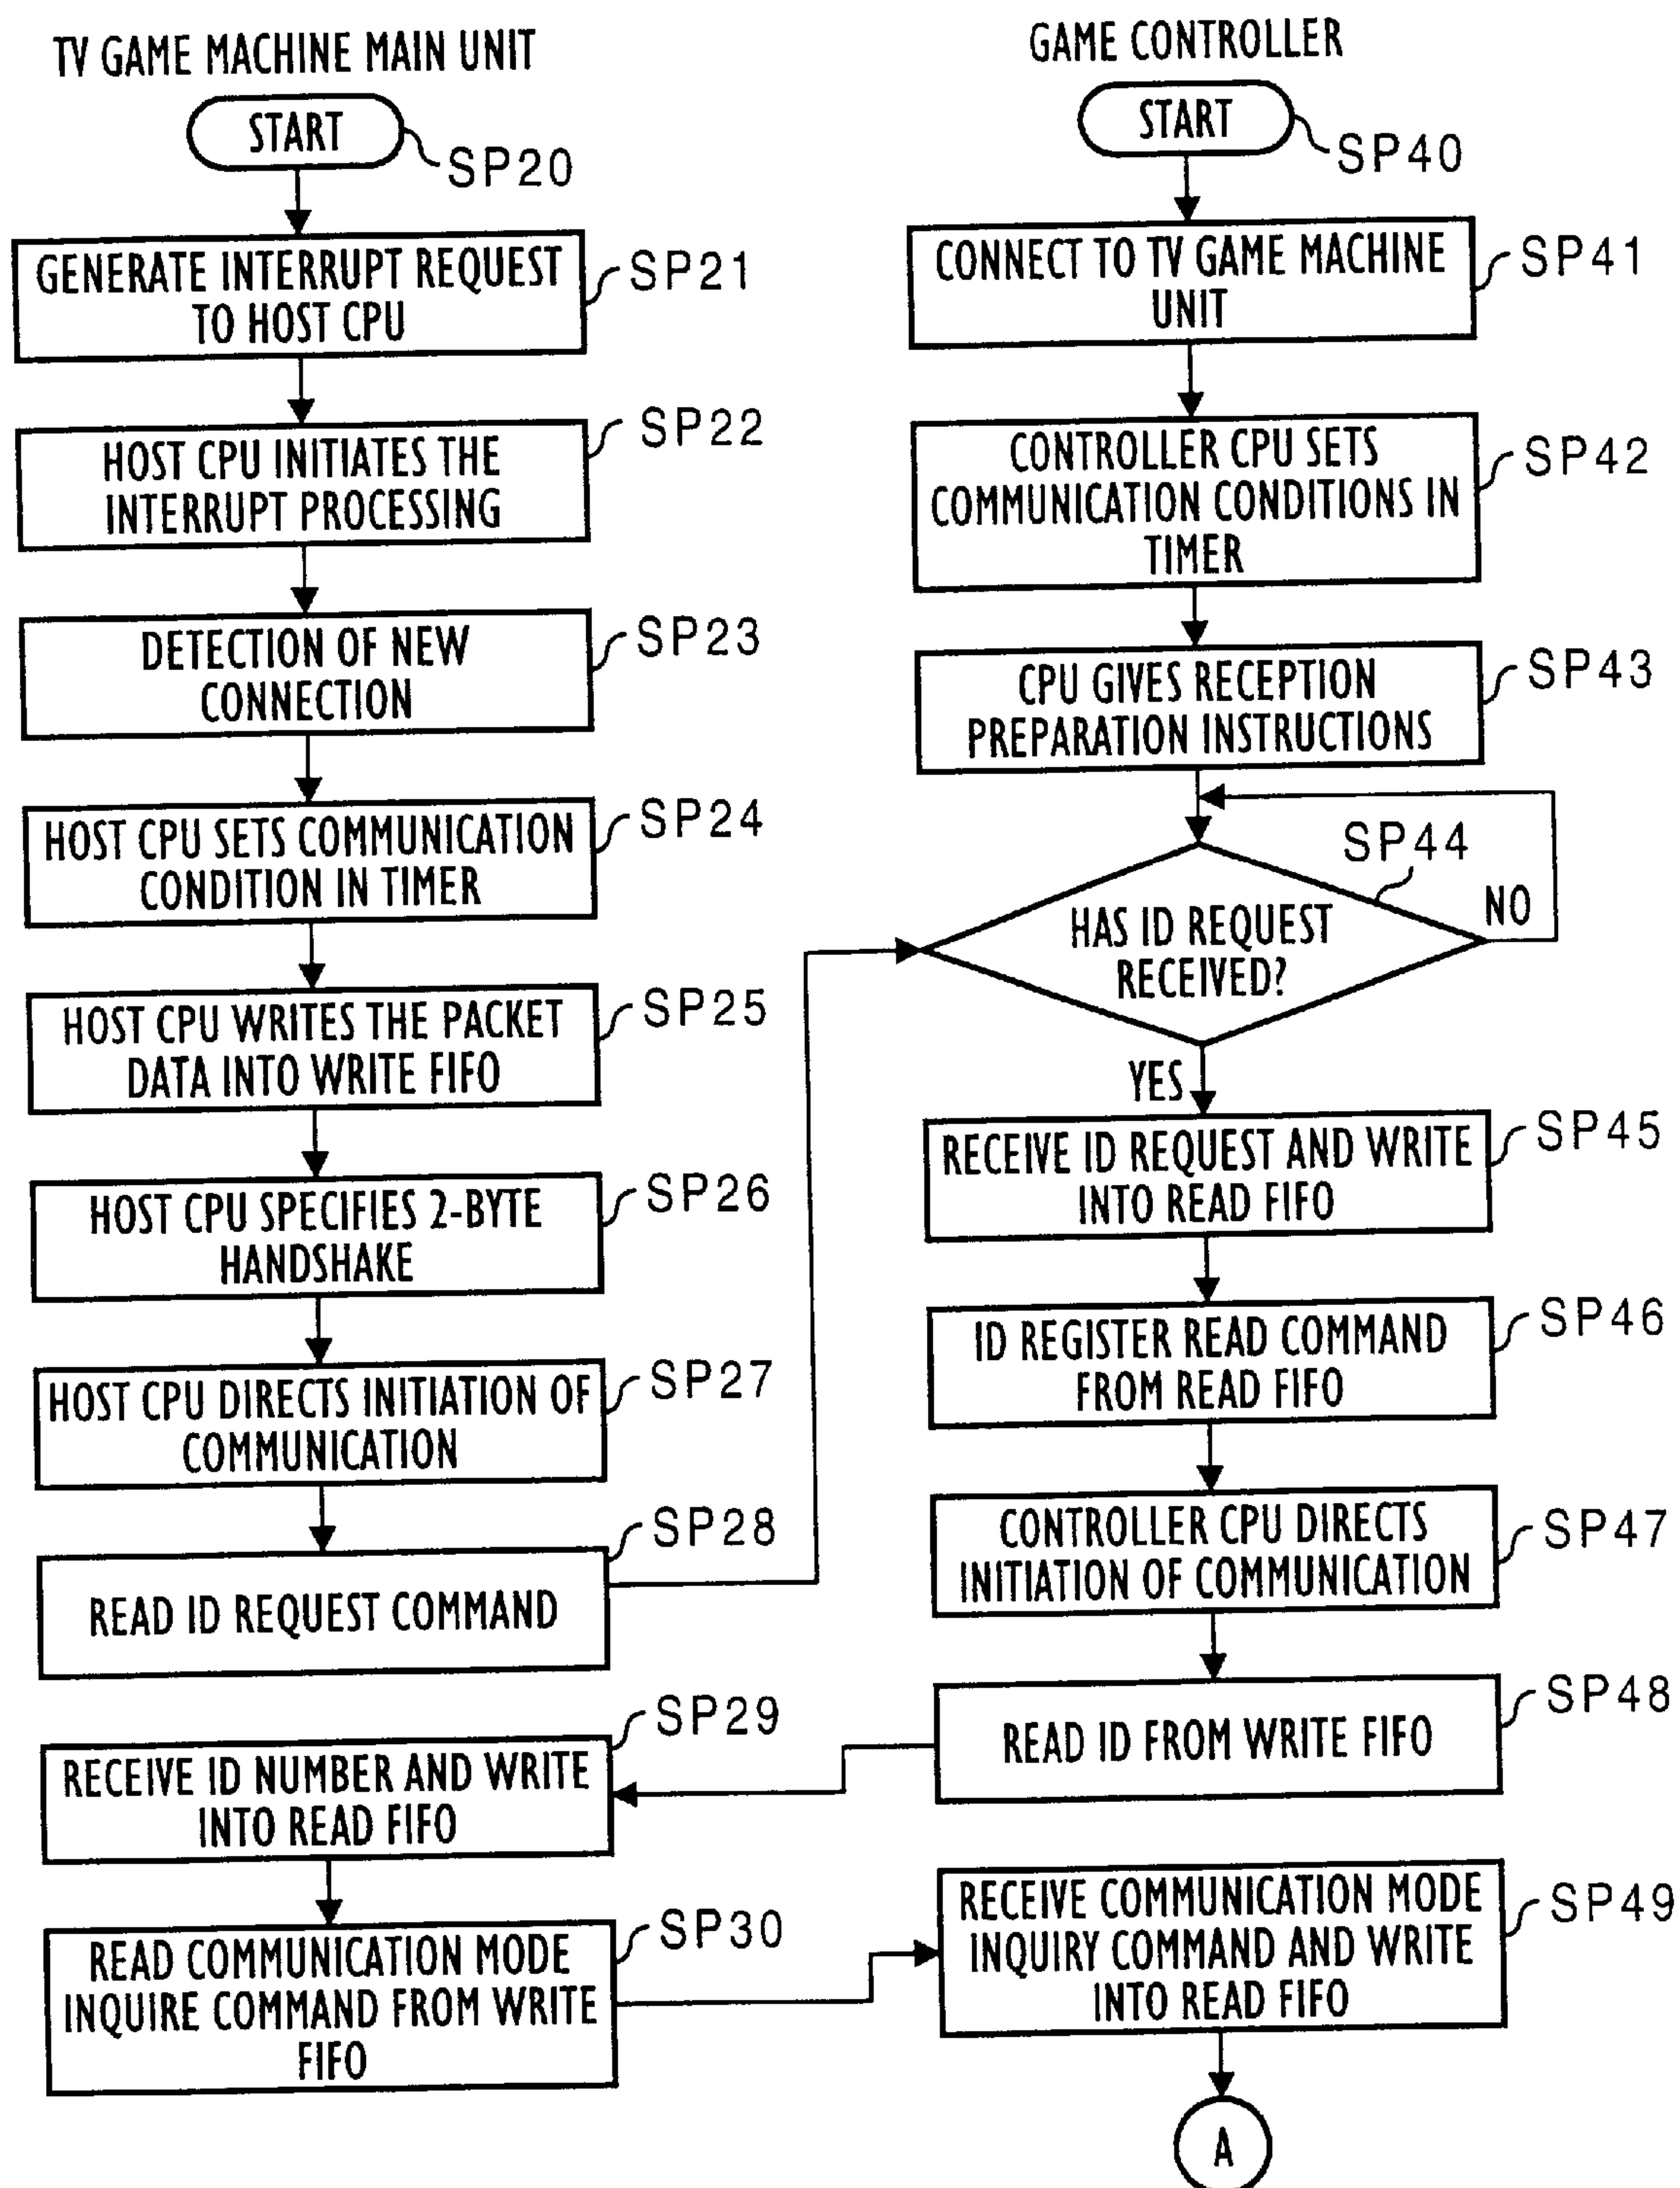 TV GAME MACHINE MAIN UNIT
START
SP20
GENERATE INTERRUPT REQUEST
TO HOST CPU
SP21
HOST CPU INITIATES THE
INTERRUPT PROCESSING
SP22
DETECTION OF NEW
CONNECTION
SP23
HOST CPU SETS COMMUNICATION
CONDITION IN TIMER
SP24
HOST CPU WRITES THE PACKET
DATA INTO WRITE FIFO
SP25
HOST CPU SPECIFIES 2-BYTE
HANDSHAKE
SP26
HOST CPU DIRECTS INITIATION OF
COMMUNICATION
SP27
READ ID REQUEST COMMAND
SP28
RECEIVE ID NUMBER AND WRITE
INTO READ FIFO
SP29
READ COMMUNICATION MODE
INQUIRE COMMAND FROM WRITE
FIFO
SP30
GAME CONTROLLER
START
SP40
CONNECT TO TV GAME MACHINE
UNIT
SP41
CONTROLLER CPU SETS
COMMUNICATION CONDITIONS IN
TIMER
SP42
CPU GIVES RECEPTION
PREPARATION INSTRUCTIONS
SP43
SP44
HAS ID REQUEST
RECEIVED?
NO
YES
RECEIVE ID REQUEST AND WRITE
INTO READ FIFO
SP45
ID REGISTER READ COMMAND
FROM READ FIFO
SP46
CONTROLLER CPU DIRECTS
INITIATION OF COMMUNICATION
SP47
READ ID FROM WRITE FIFO
SP48
RECEIVE COMMUNICATION MODE
INQUIRY COMMAND AND WRITE
INTO READ FIFO
SP49
A